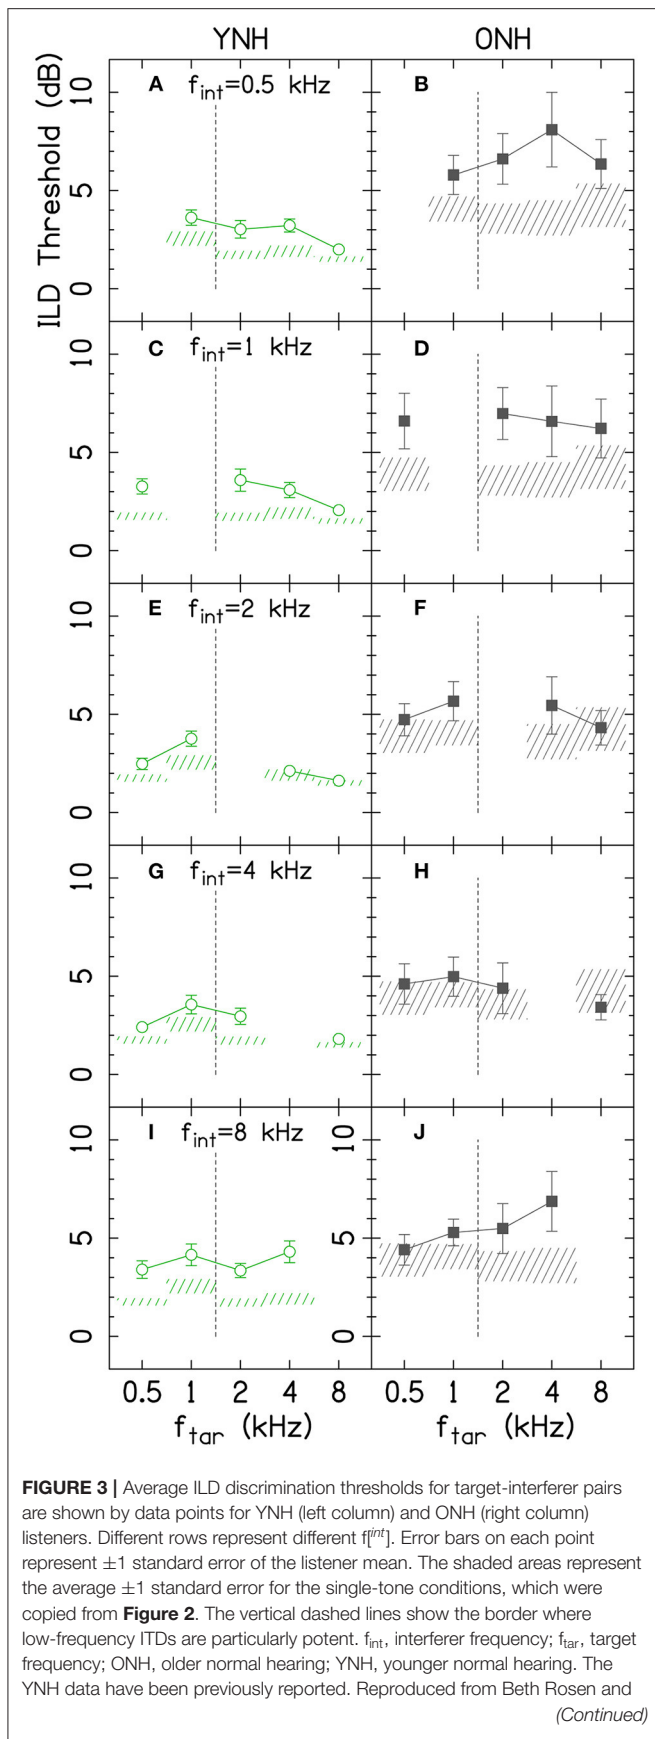 YNH ONH
A f_int=0.5 kHz B
ILD Threshold (dB)
10
5
0
C f_int=1 kHz D
10
5
0
E f_int=2 kHz F
10
5
0
G f_int=4 kHz H
10
5
0
I f_int=8 kHz J
10 10
5 5
0 0
0.5 1 2 4 8 0.5 1 2 4 8
f_tar (kHz) f_tar (kHz)
FIGURE 3 | Average ILD discrimination thresholds for target-interferer pairs
are shown by data points for YNH (left column) and ONH (right column)
listeners. Different rows represent different f[int]. Error bars on each point
represent ±1 standard error of the listener mean. The shaded areas represent
the average ±1 standard error for the single-tone conditions, which were
copied from Figure 2. The vertical dashed lines show the border where
low-frequency ITDs are particularly potent. f_int, interferer frequency; f_tar, target
frequency; ONH, older normal hearing; YNH, younger normal hearing. The
YNH data have been previously reported. Reproduced from Beth Rosen and
(Continued)